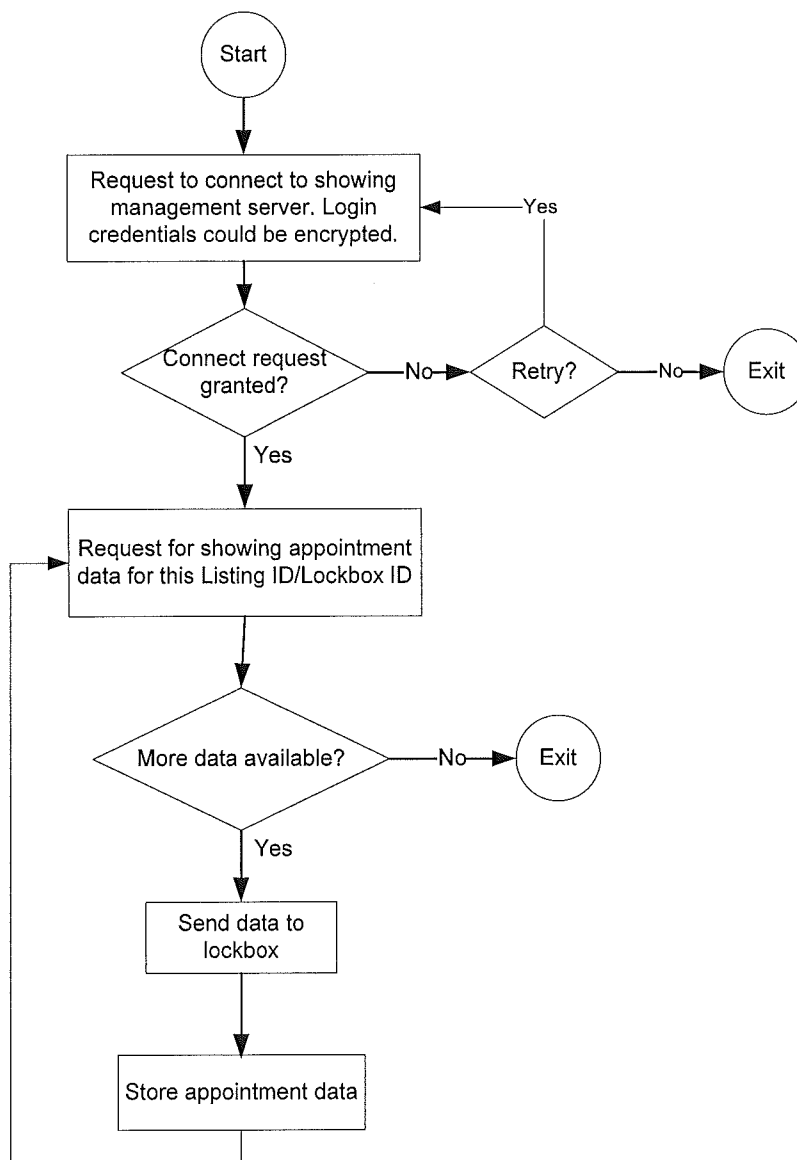 Start
Request to connect to showing
management server. Login
credentials could be encrypted.
Yes
Connect request
granted?
No
Retry?
No
Exit
Yes
Request for showing appointment
data for this Listing ID/Lockbox ID
More data available?
No
Exit
Yes
Send data to
lockbox
Store appointment data